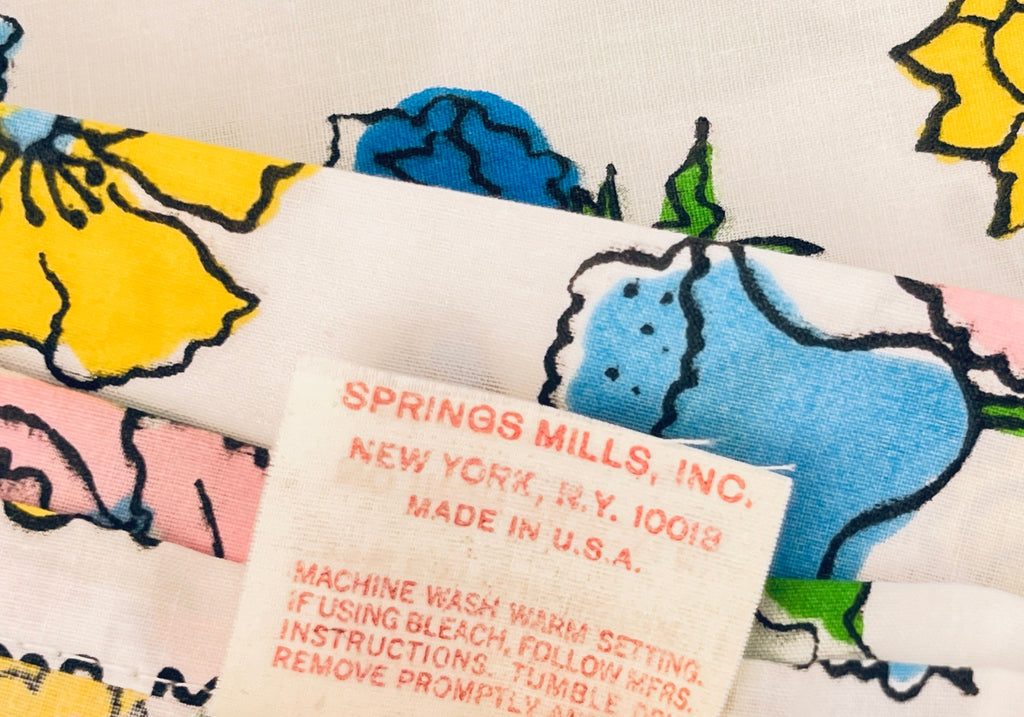 SPRINGS MILLS, INC.
NEW YORK, N.Y. 10018
MADE IN U.S.A.
MACHINE WASH WARM SETTING.
IF USING BLEACH, FOLLOW MFRS.
INSTRUCTIONS. TUMBLE
REMOVE PROMPTLY